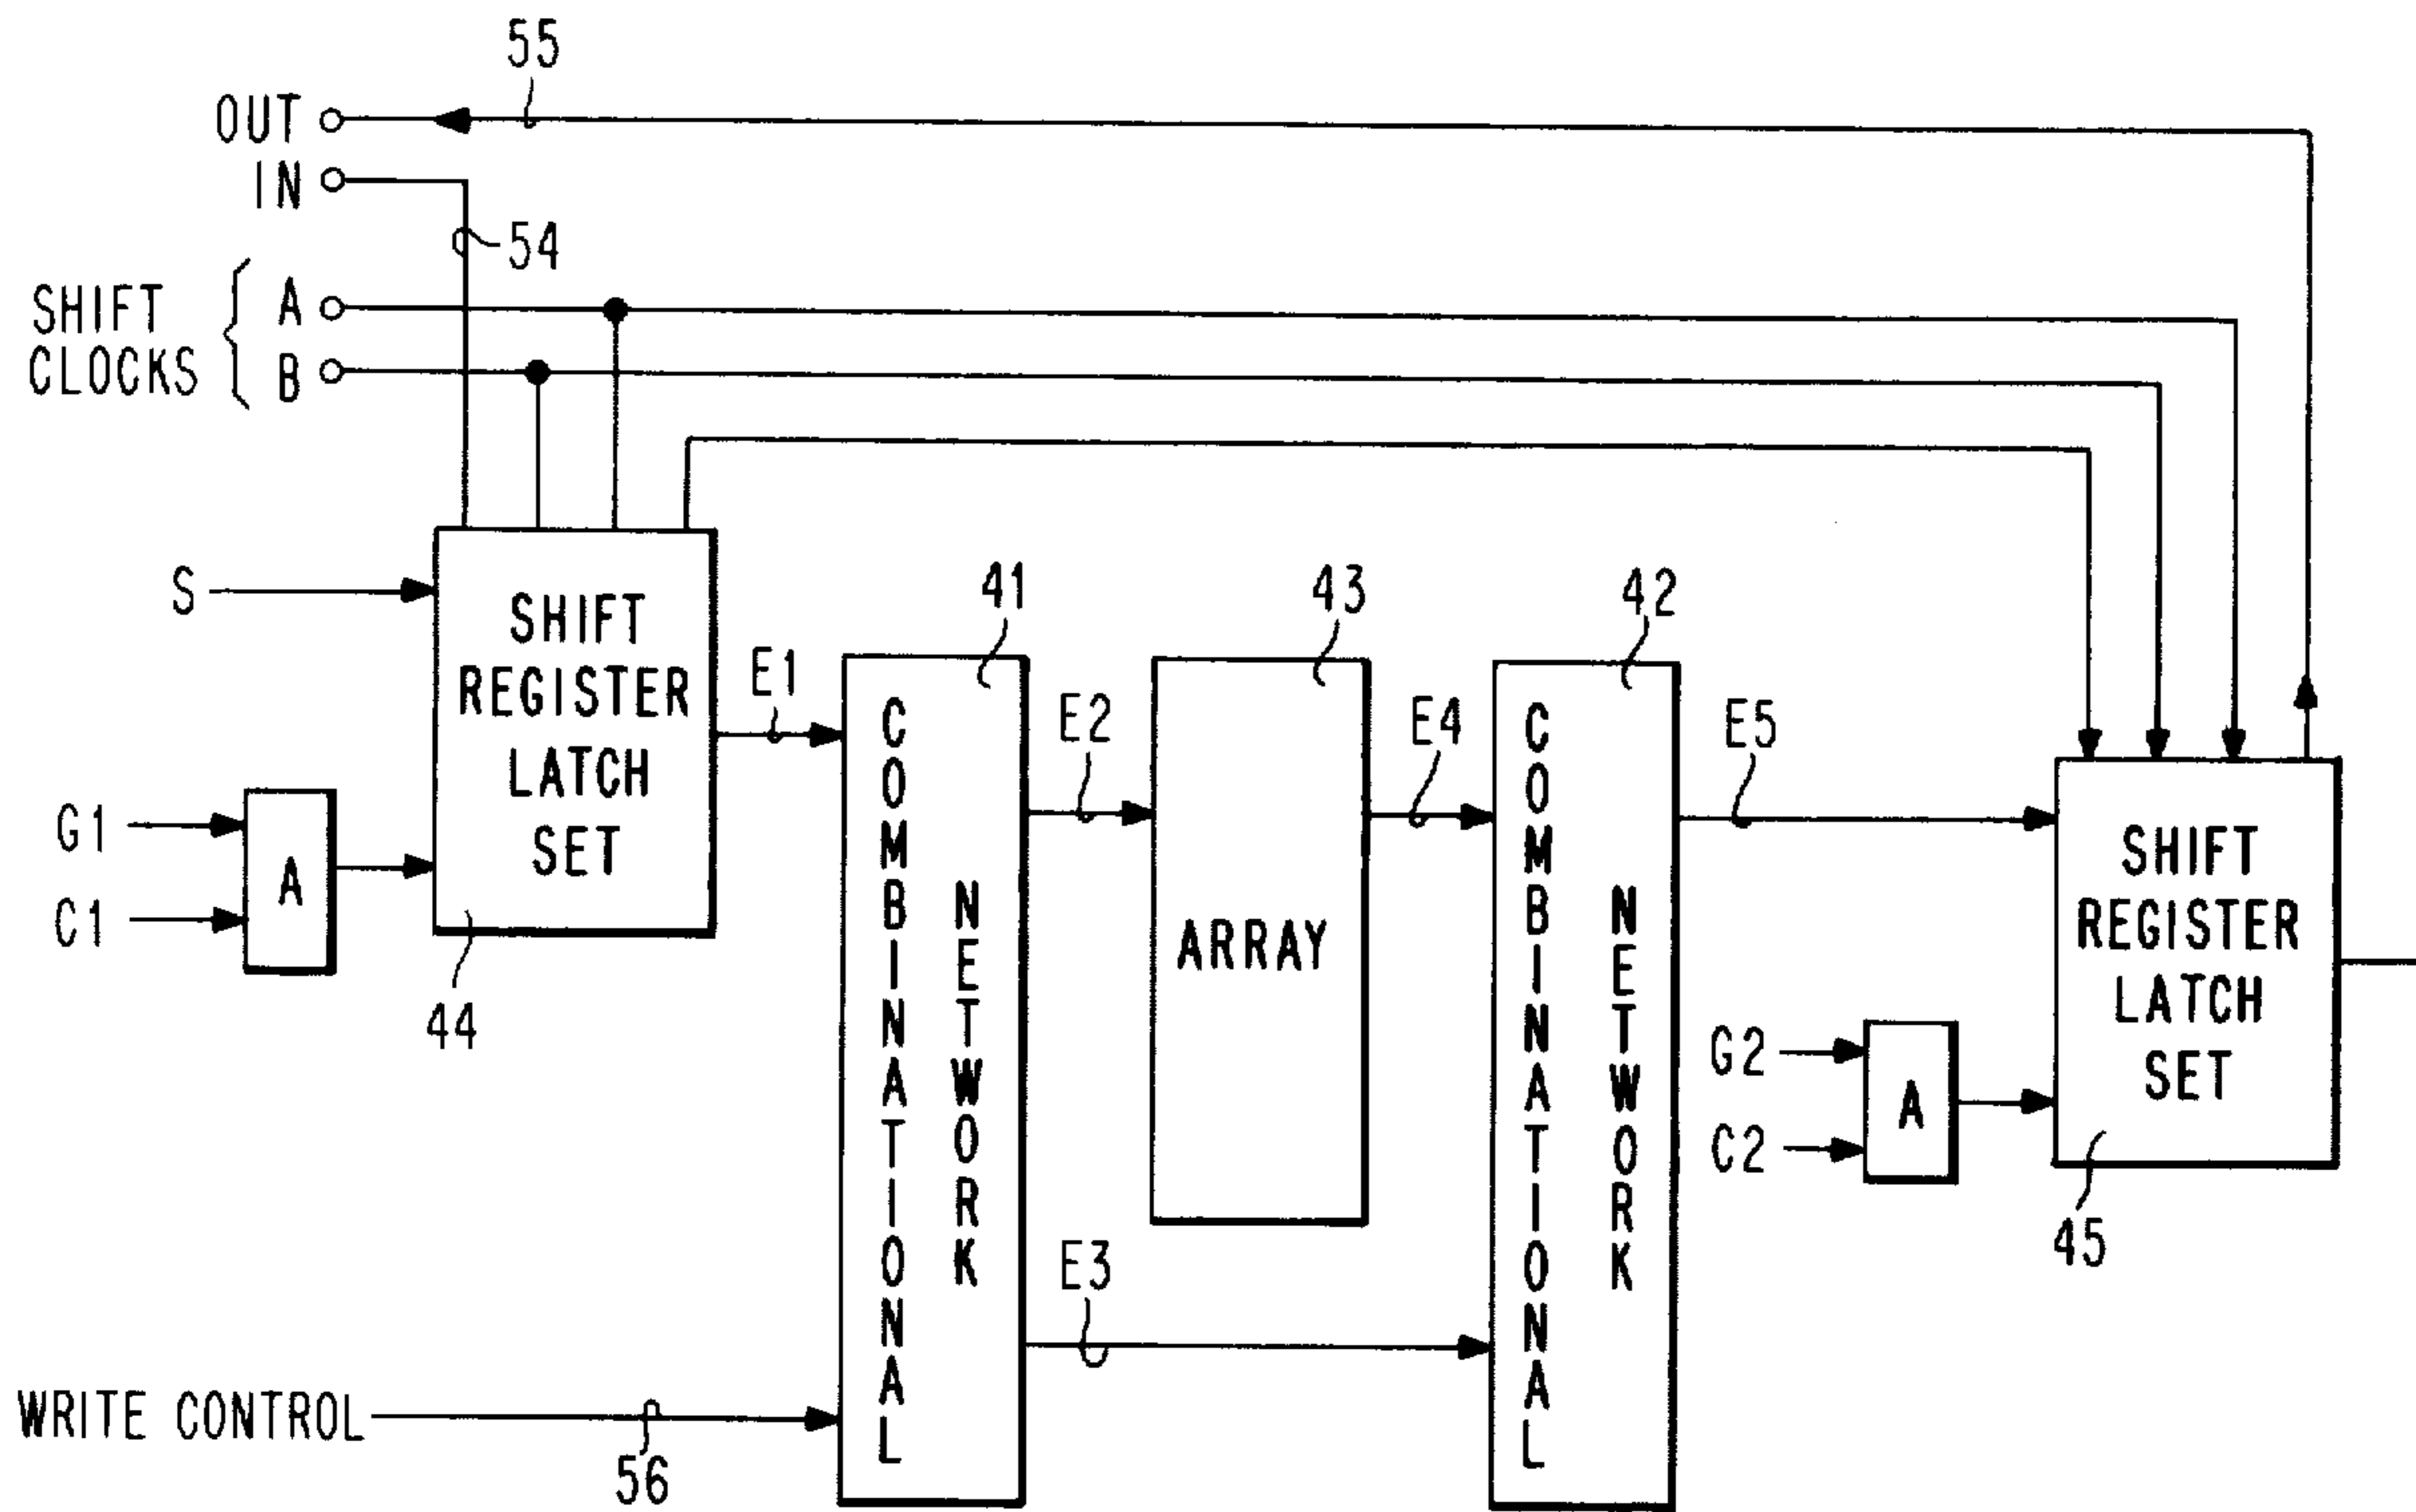 55
OUT
IN
54
SHIFT
CLOCKS
A
B
S
SHIFT
REGISTER
LATCH
SET
G1
C1
A
44
E1
41
COMBINATIONAL
NETWORK
E2
43
ARRAY
E3
E4
42
COMBINATIONAL
NETWORK
E5
G2
C2
A
SHIFT
REGISTER
LATCH
SET
45
WRITE CONTROL
56